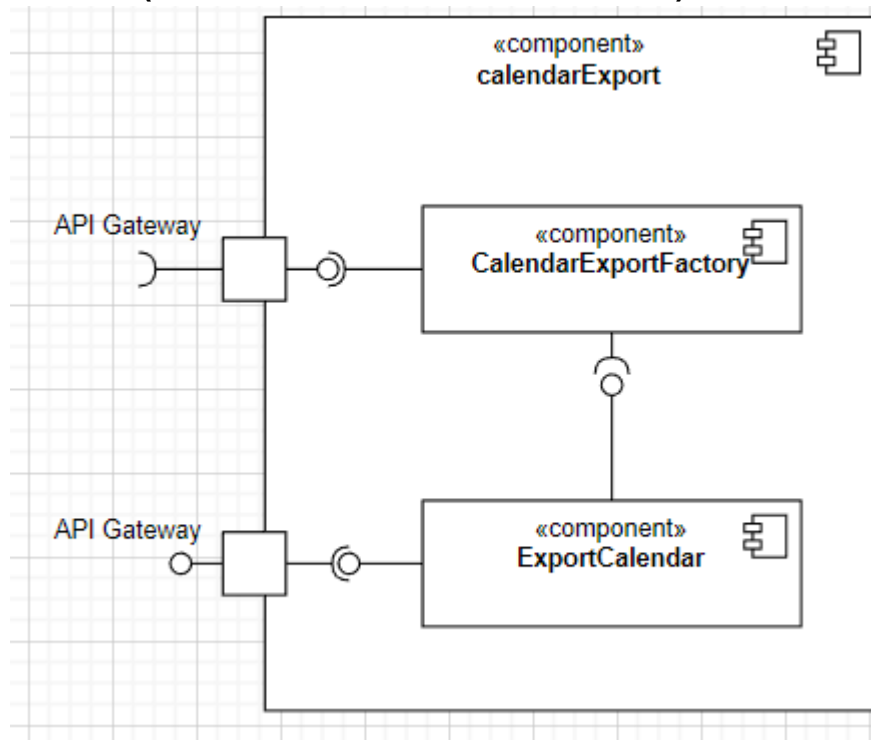 «component»
calendarExport
API Gateway
«component»
CalendarExportFactory
API Gateway
«component»
ExportCalendar